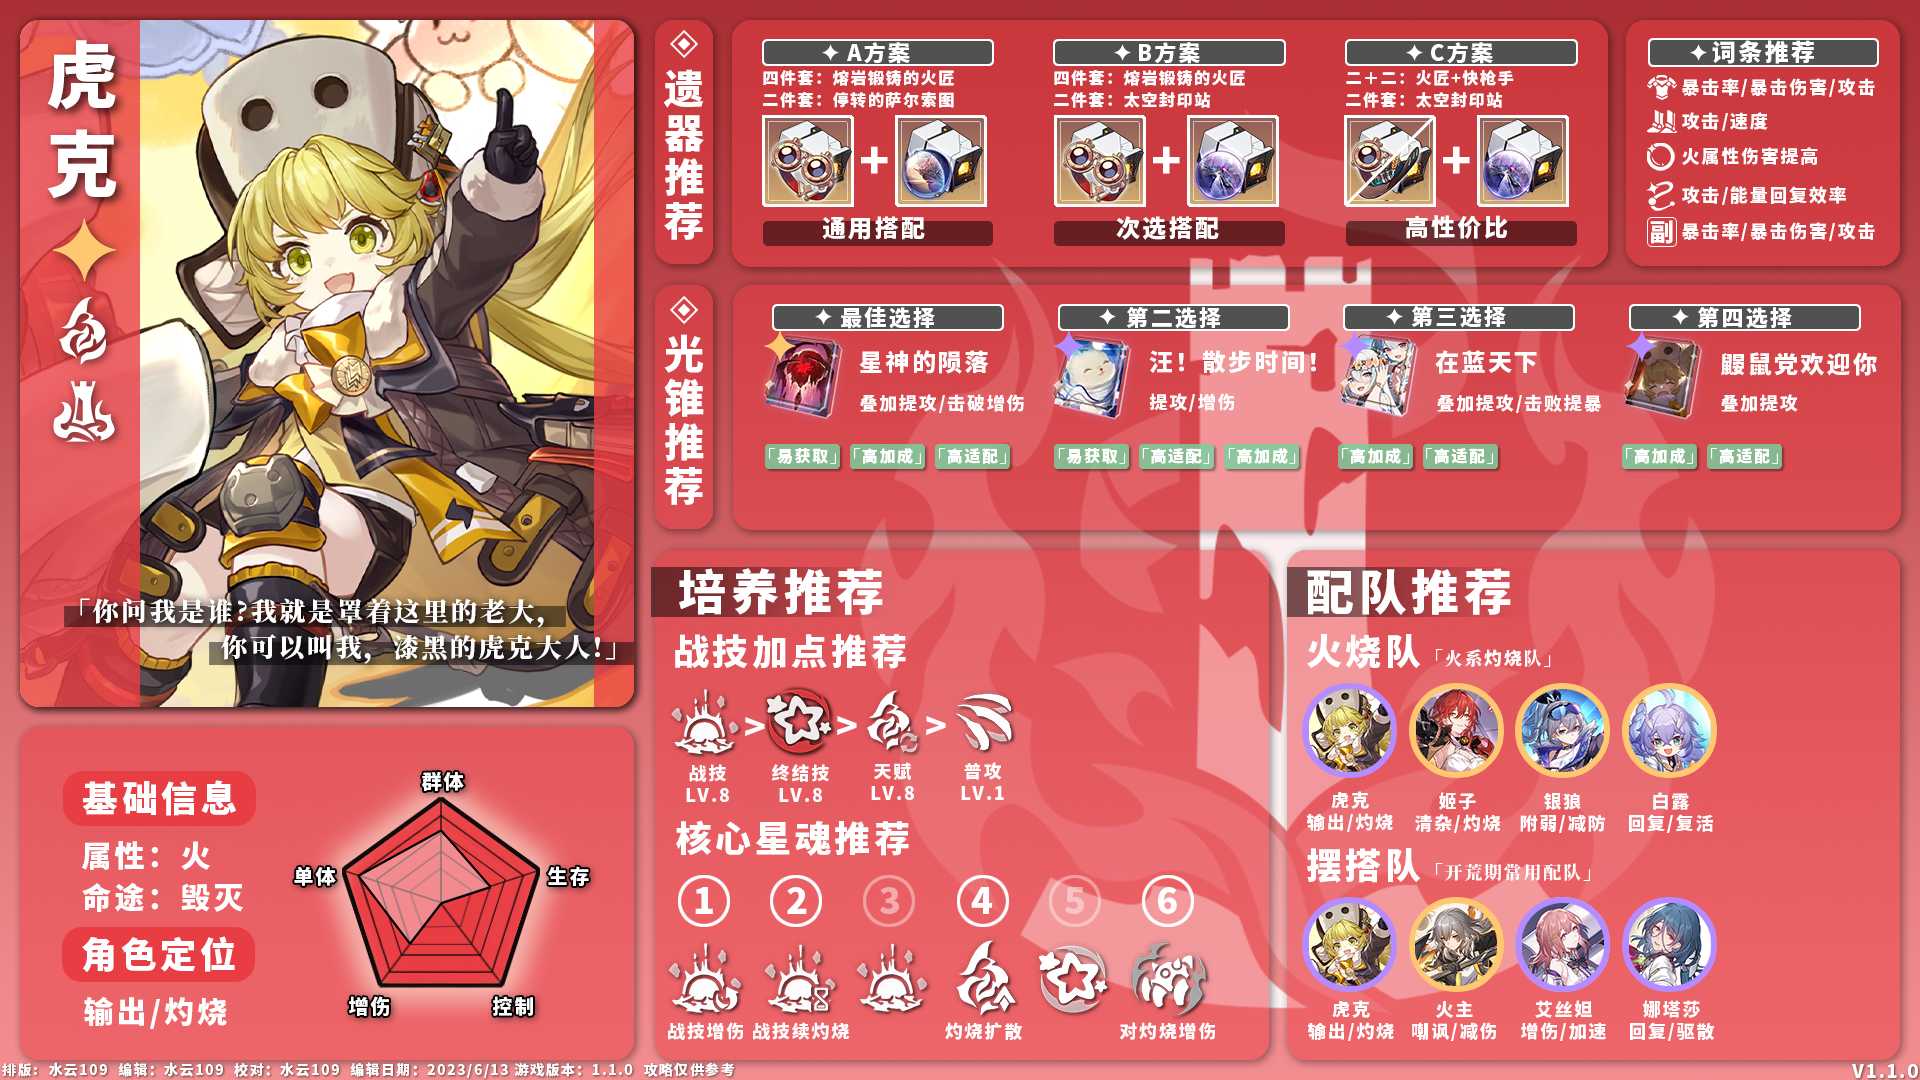 虎克
「你问我是谁?我就是罩着这里的老大,
你可以叫我, 漆黑的虎克大人!」
基础信息
属性：火
命途：毁灭
角色定位
输出/灼烧
群体
单体
生存
增伤
控制
遗器推荐
A方案
四件套：熔岩锻铸的火匠
二件套：停转的萨尔索图
+
通用搭配
B方案
四件套：熔岩锻铸的火匠
二件套：太空封印站
+
次选搭配
C方案
二+二：火匠+快枪手
二件套：太空封印站
+
高性价比
词条推荐
暴击率/暴击伤害/攻击
攻击/速度
火属性伤害提高
攻击/能量回复效率
副 暴击率/暴击伤害/攻击
光锥推荐
最佳选择
星神的陨落
叠加提攻/击破增伤
「易获取」「高加成」「高适配」
第二选择
汪！散步时间！
提攻/增伤
「易获取」「高适配」「高加成」
第三选择
在蓝天下
叠加提攻/击败提暴
「高加成」「高适配」
第四选择
鼹鼠党欢迎你
叠加提攻
「高加成」「高适配」
培养推荐
战技加点推荐
> > >
战技 终结技 天赋 普攻
LV.8 LV.8 LV.8 LV.1
核心星魂推荐
1 2 3 4 5 6
战技增伤 战技续灼烧 灼烧扩散 对灼烧增伤
配队推荐
火烧队「火系灼烧队」
虎克 姬子 银狼 白露
输出/灼烧 清杂/灼烧 附弱/减防 回复/复活
摆搭队「开荒期常用配队」
虎克 火主 艾丝妲 娜塔莎
输出/灼烧 嘲讽/减伤 增伤/加速 回复/驱散
排版：水云109 编辑：水云109 校对：水云109 编辑日期：2023/6/13 游戏版本：1.1.0 攻略仅供参考
V1.1.0